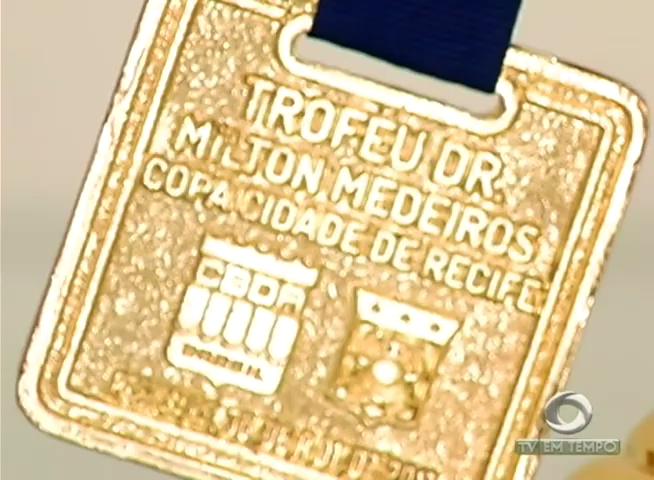 TROFEU DR.
MILTON MEDEIROS
COPA CIDADE DE RECIFE
CBDA
BRASIL
TV EM TEMPO